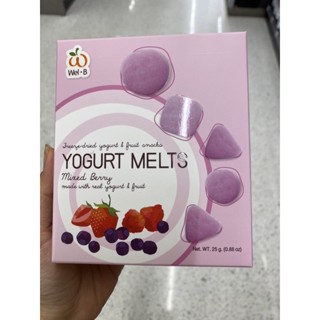 Wel•B
freeze-dried yogurt & fruit snacks
YOGURT MELTS
Mixed Berry
made with real yogurt & fruit
Net. WT. 25 g. (0.88 oz)